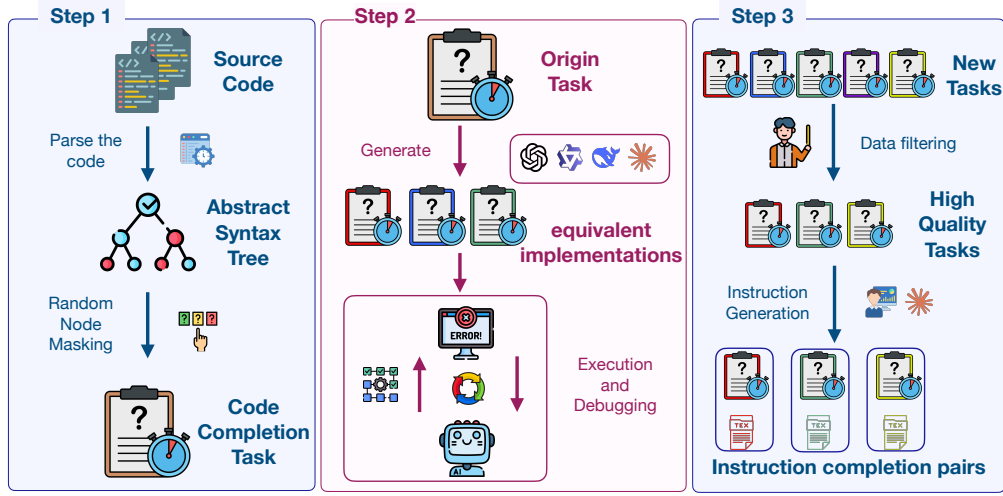 Step 1
Source
Code
Parse the
code
Abstract
Syntax
Tree
Random
Node
Masking
? ? ?
?
Code
Completion
Task
Step 2
?
Origin
Task
Generate
? ? ?
equivalent
implementations
ERROR!
Execution
and
Debugging
AI
Step 3
? ? ? ? ?
New
Tasks
Data filtering
? ? ?
High
Quality
Tasks
Instruction
Generation
? ? ?
TEX TEX TEX
Instruction completion pairs